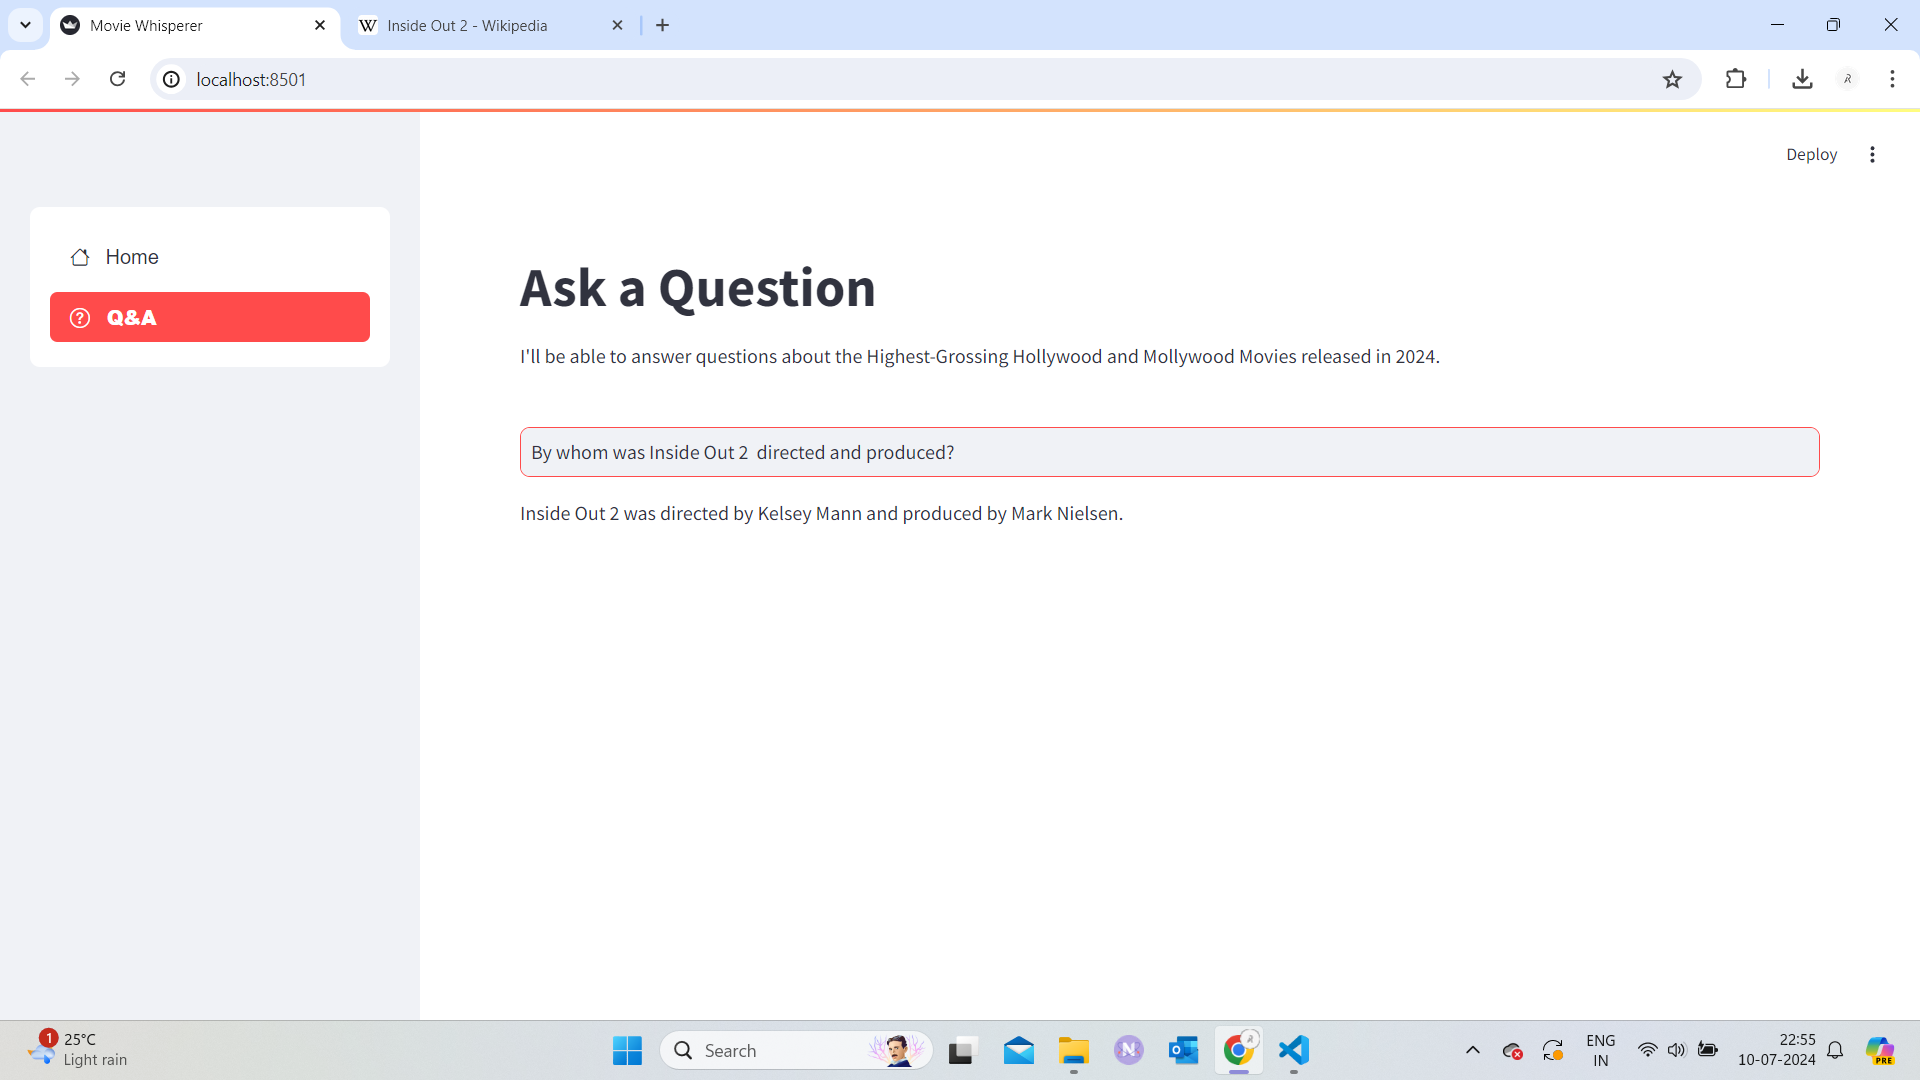 Movie Whisperer
W Inside Out 2 - Wikipedia
localhost:8501
Deploy
Home
Q&A
Ask a Question
I'll be able to answer questions about the Highest-Grossing Hollywood and Mollywood Movies released in 2024.
By whom was Inside Out 2  directed and produced?
Inside Out 2 was directed by Kelsey Mann and produced by Mark Nielsen.
1
25°C
Light rain
Search
N
ENG
IN
22:55
10-07-2024
PRE